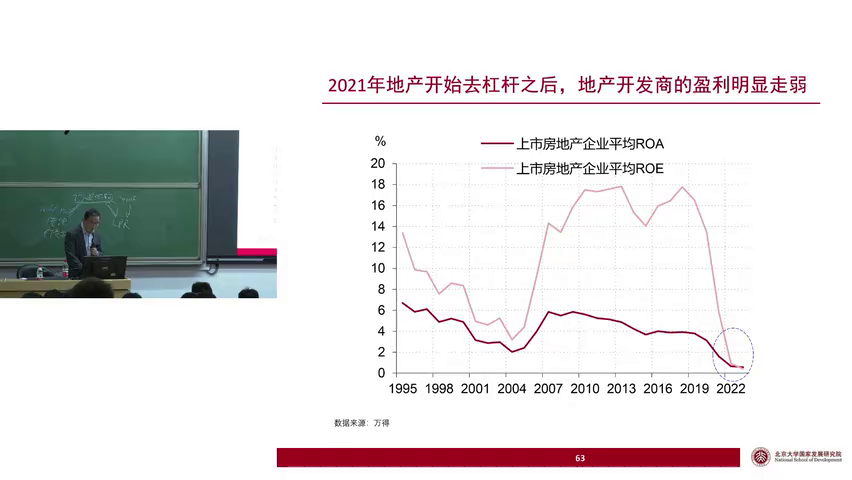 2021年地产开始去杠杆之后，地产开发商的盈利明显走弱
%
上市房地产企业平均ROA
上市房地产企业平均ROE
20
18
16
14
12
10
8
6
4
2
0
1995 1998 2001 2004 2007 2010 2013 2016 2019 2022
数据来源：万得
63
北京大学国家发展研究院
National School of Development